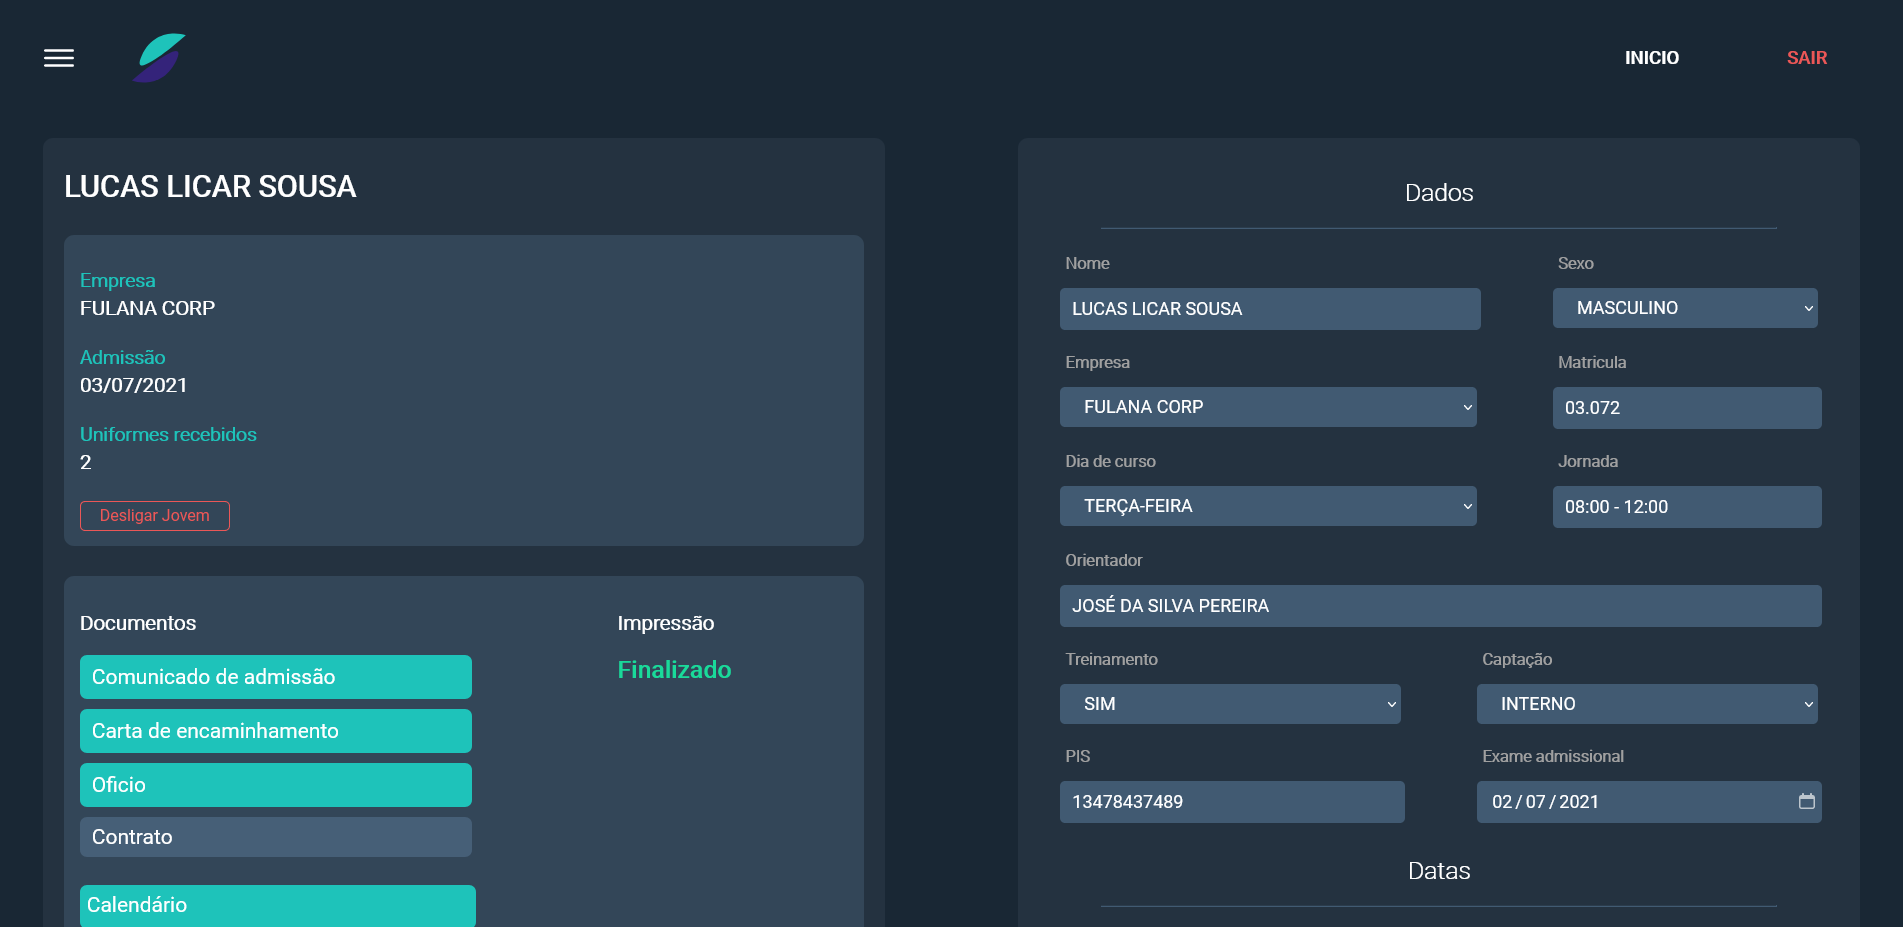 INICIO
SAIR
LUCAS LICAR SOUSA
Empresa
FULANA CORP
Admissão
03/07/2021
Uniformes recebidos
2
Desligar Jovem
Documentos
Impressão
Comunicado de admissão
Finalizado
Carta de encaminhamento
Oficio
Contrato
Calendário
Dados
Nome
Sexo
LUCAS LICAR SOUSA
MASCULINO
Empresa
Matricula
FULANA CORP
03.072
Dia de curso
Jornada
TERÇA-FEIRA
08:00 - 12:00
Orientador
JOSÉ DA SILVA PEREIRA
Treinamento
Captação
SIM
INTERNO
PIS
Exame admissional
13478437489
02 / 07 / 2021
Datas